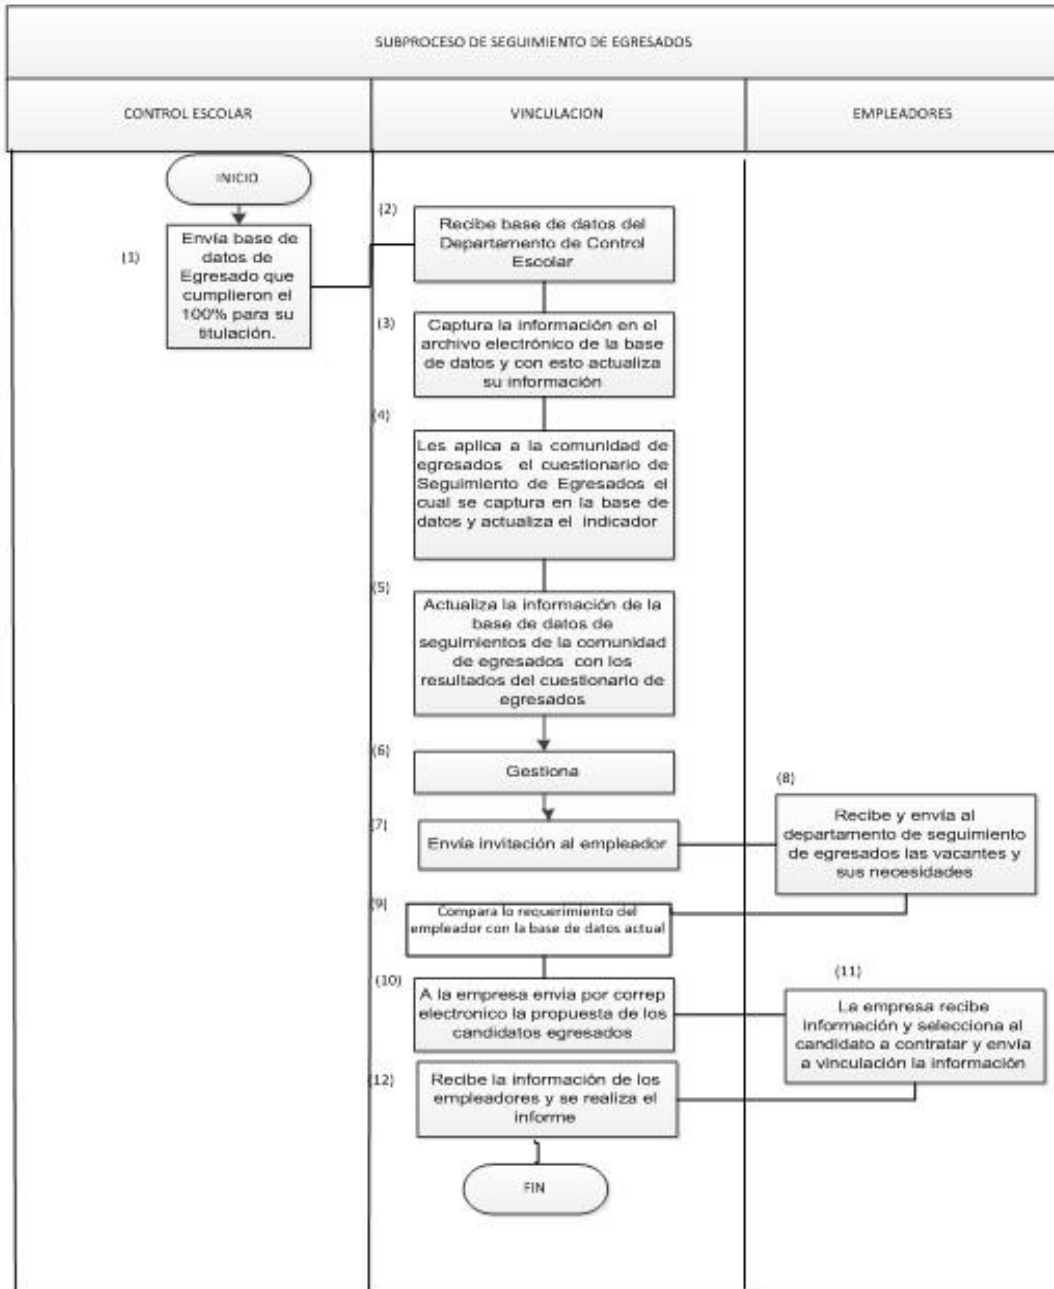 SUBPROCESO DE SEGUIMIENTO DE EGRESADOS
CONTROL ESCOLAR
VINCULACION
EMPLEADORES
INICIO
(1)
Envía base de
datos de
Egresado que
cumplieron el
100% para su
titulación.
(2)
Recibe base de datos del
Departamento de Control
Escolar
(3)
Captura la información en el
archivo electrónico de la base
de datos y con esto actualiza
su información
(4)
Les aplica a la comunidad de
egresados el cuestionario de
Seguimiento de Egresados el
cual se captura en la base de
datos y actualiza el indicador
(5)
Actualiza la información de la
base de datos de
seguimientos de la comunidad
de egresados con los
resultados del cuestionario de
egresados
(6)
Gestiona
(7)
Envía invitación al empleador
(8)
Recibe y envía al
departamento de seguimiento
de egresados las vacantes y
sus necesidades
(9)
Compara lo requerimiento del
empleador con la base de datos actual
(10)
A la empresa envia por correp
electronico la propuesta de los
candidatos egresados
(11)
La empresa recibe
información y selecciona al
candidato a contratar y envía
a vinculación la información
(12)
Recibe la información de los
empleadores y se realiza el
informe
FIN